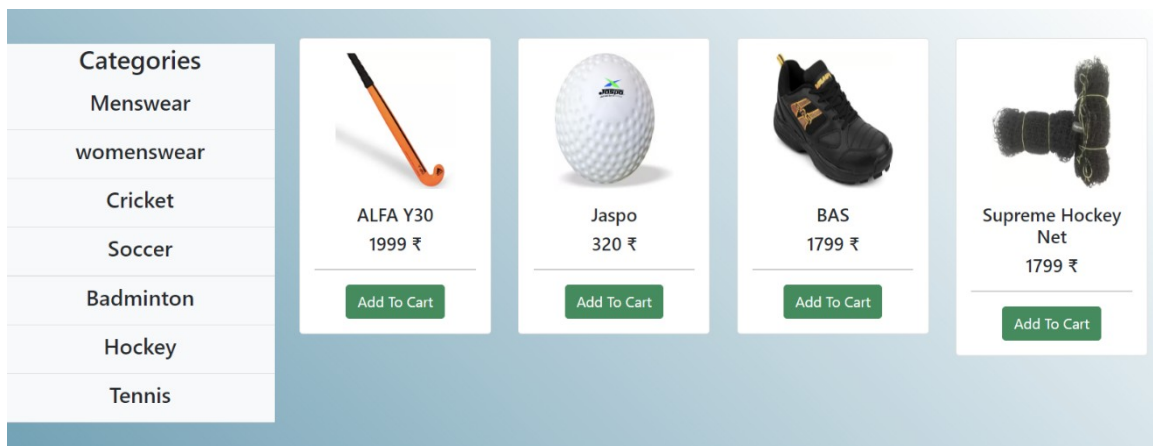 Categories
Menswear
womenswear
Cricket
Soccer
Badminton
Hockey
Tennis
ALFA Y30
1999 ₹
Add To Cart
Jaspo
Jaspo
320 ₹
Add To Cart
BAS
1799 ₹
Add To Cart
Supreme Hockey
Net
1799 ₹
Add To Cart